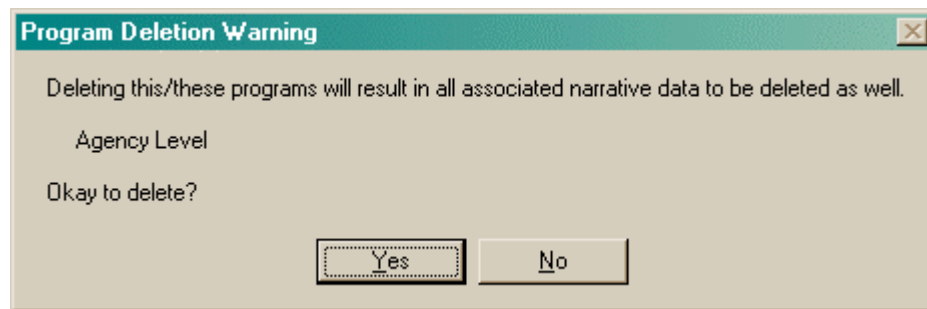 Program Deletion Warning
Deleting this/these programs will result in all associated narrative data to be deleted as well.
Agency Level
Okay to delete?
Yes
No